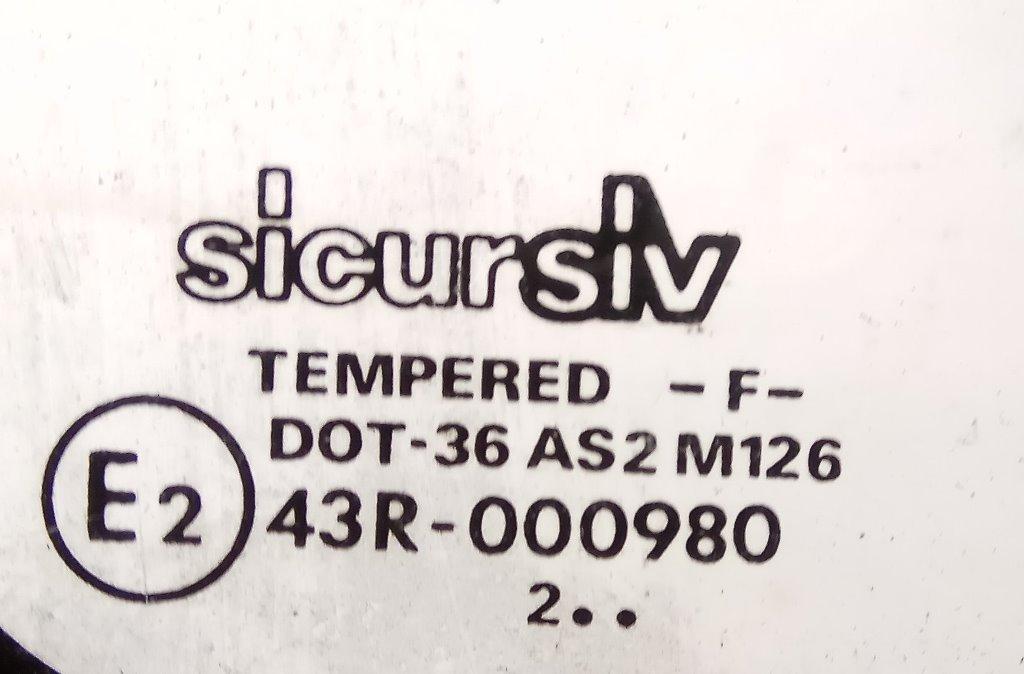 sicursiv
TEMPERED -F-
DOT-36 AS2 M126
E2 43R-000980
2••